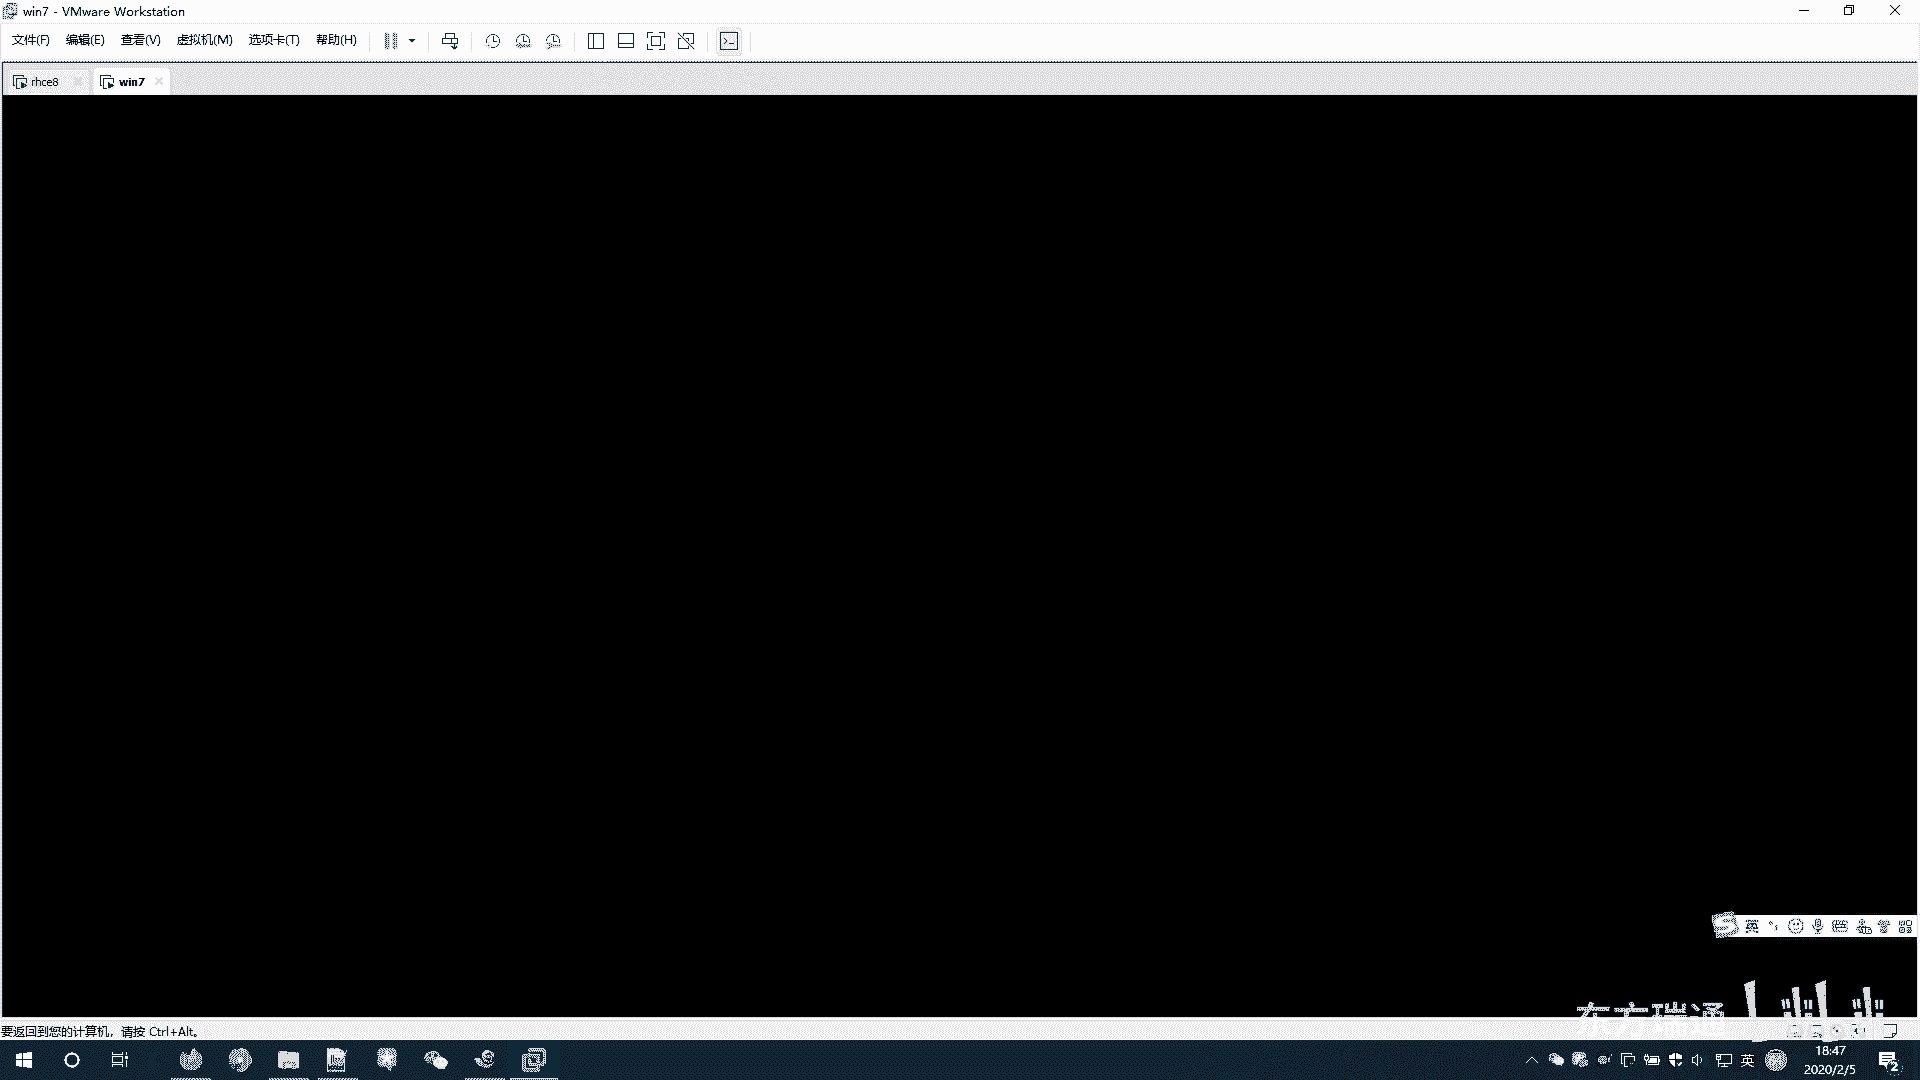 win7 - VMware Workstation
文件(F) 编辑(E) 查看(V) 虚拟机(M) 选项卡(T) 帮助(H)
rhce8 win7
英
东方瑞通
要返回到您的计算机，请按 Ctrl+Alt。
英 18:47
2020/2/5
2